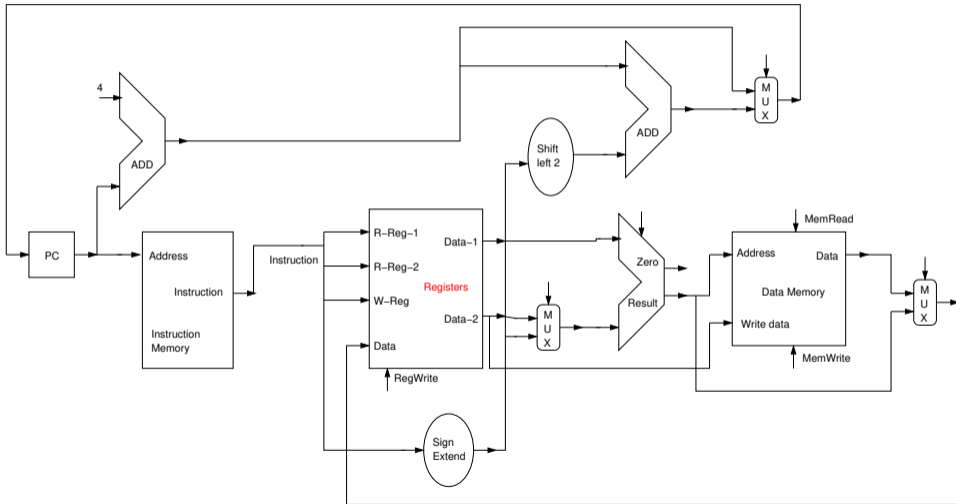 4
ADD
Shift
left 2
ADD
M
U
X
PC
Address
Instruction
Instruction
Memory
Instruction
R-Reg-1
R-Reg-2
W-Reg
Data
Data-1
Registers
Data-2
RegWrite
Sign
Extend
M
U
X
Zero
Result
MemRead
Address
Data
Data Memory
Write data
MemWrite
M
U
X